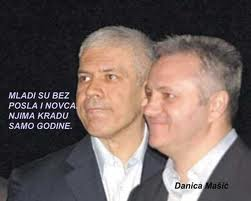 MLADI SU BEZ
POSLA I NOVCA.
NJIMA KRADU
SAMO GODINE.
Danica Mašić